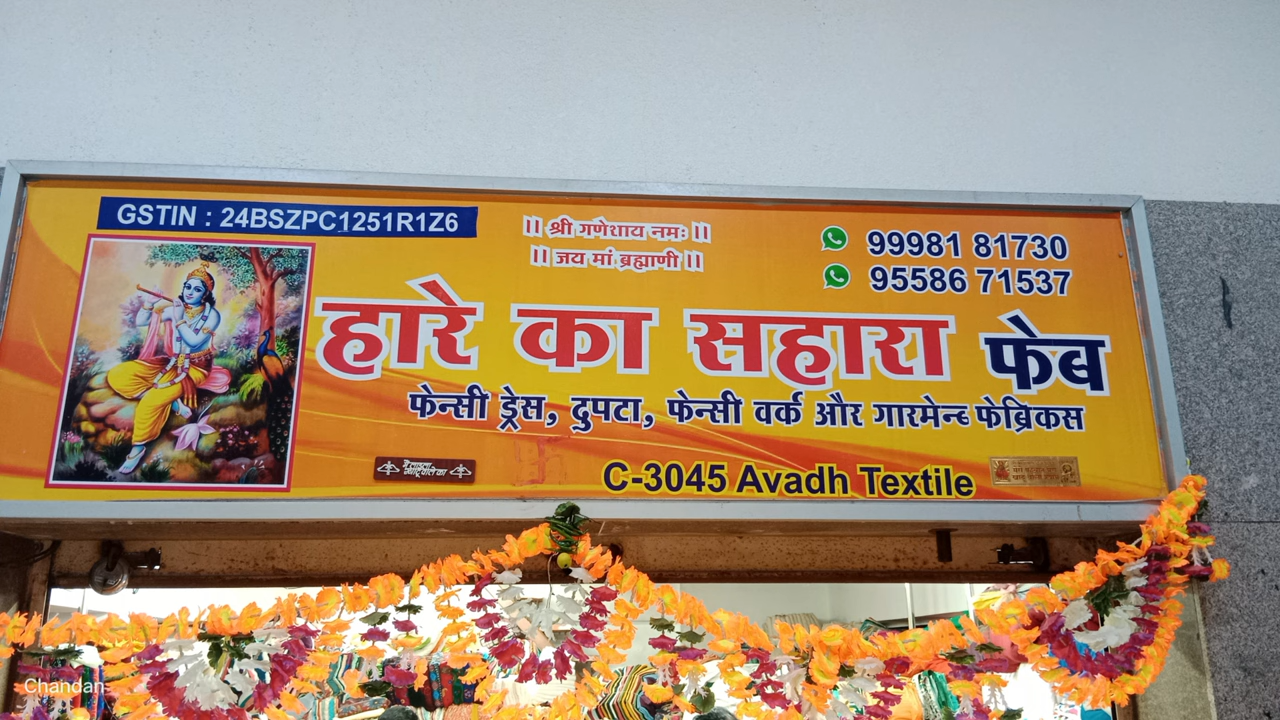 GSTIN : 24BSZPC1251R1Z6
|| श्री गणेशाय नमः ||
|| जय मां ब्रह्माणी ||
99981 81730
95586 71537
हारे का सहारा फेब
फेन्सी ड्रेस, दुपटा, फेन्सी वर्क और गारमेन्ट फेब्रिकस
C-3045 Avadh Textile
Chandan